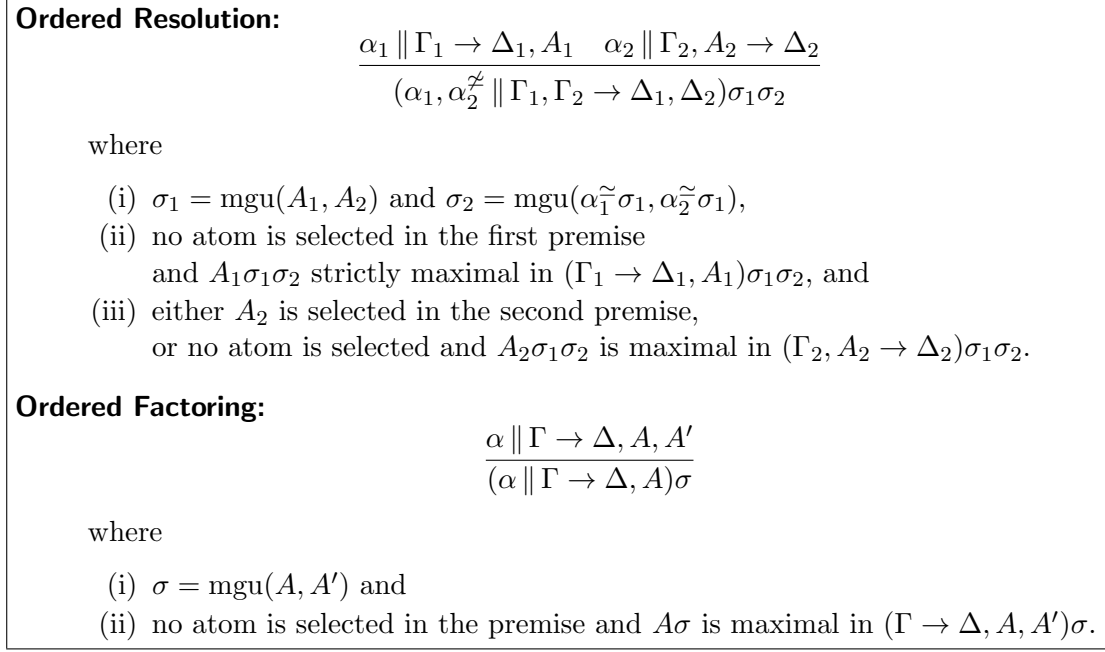 Ordered Resolution:
α₁ ∥ Γ₁ → Δ₁, A₁    α₂ ∥ Γ₂, A₂ → Δ₂
(α₁, α₂^≄ ∥ Γ₁, Γ₂ → Δ₁, Δ₂)σ₁σ₂
where
(i) σ₁ = mgu(A₁, A₂) and σ₂ = mgu(α₁^≃σ₁, α₂^≃σ₁),
(ii) no atom is selected in the first premise
and A₁σ₁σ₂ strictly maximal in (Γ₁ → Δ₁, A₁)σ₁σ₂, and
(iii) either A₂ is selected in the second premise,
or no atom is selected and A₂σ₁σ₂ is maximal in (Γ₂, A₂ → Δ₂)σ₁σ₂.
Ordered Factoring:
α ∥ Γ → Δ, A, A′
(α ∥ Γ → Δ, A)σ
where
(i) σ = mgu(A, A′) and
(ii) no atom is selected in the premise and Aσ is maximal in (Γ → Δ, A, A′)σ.